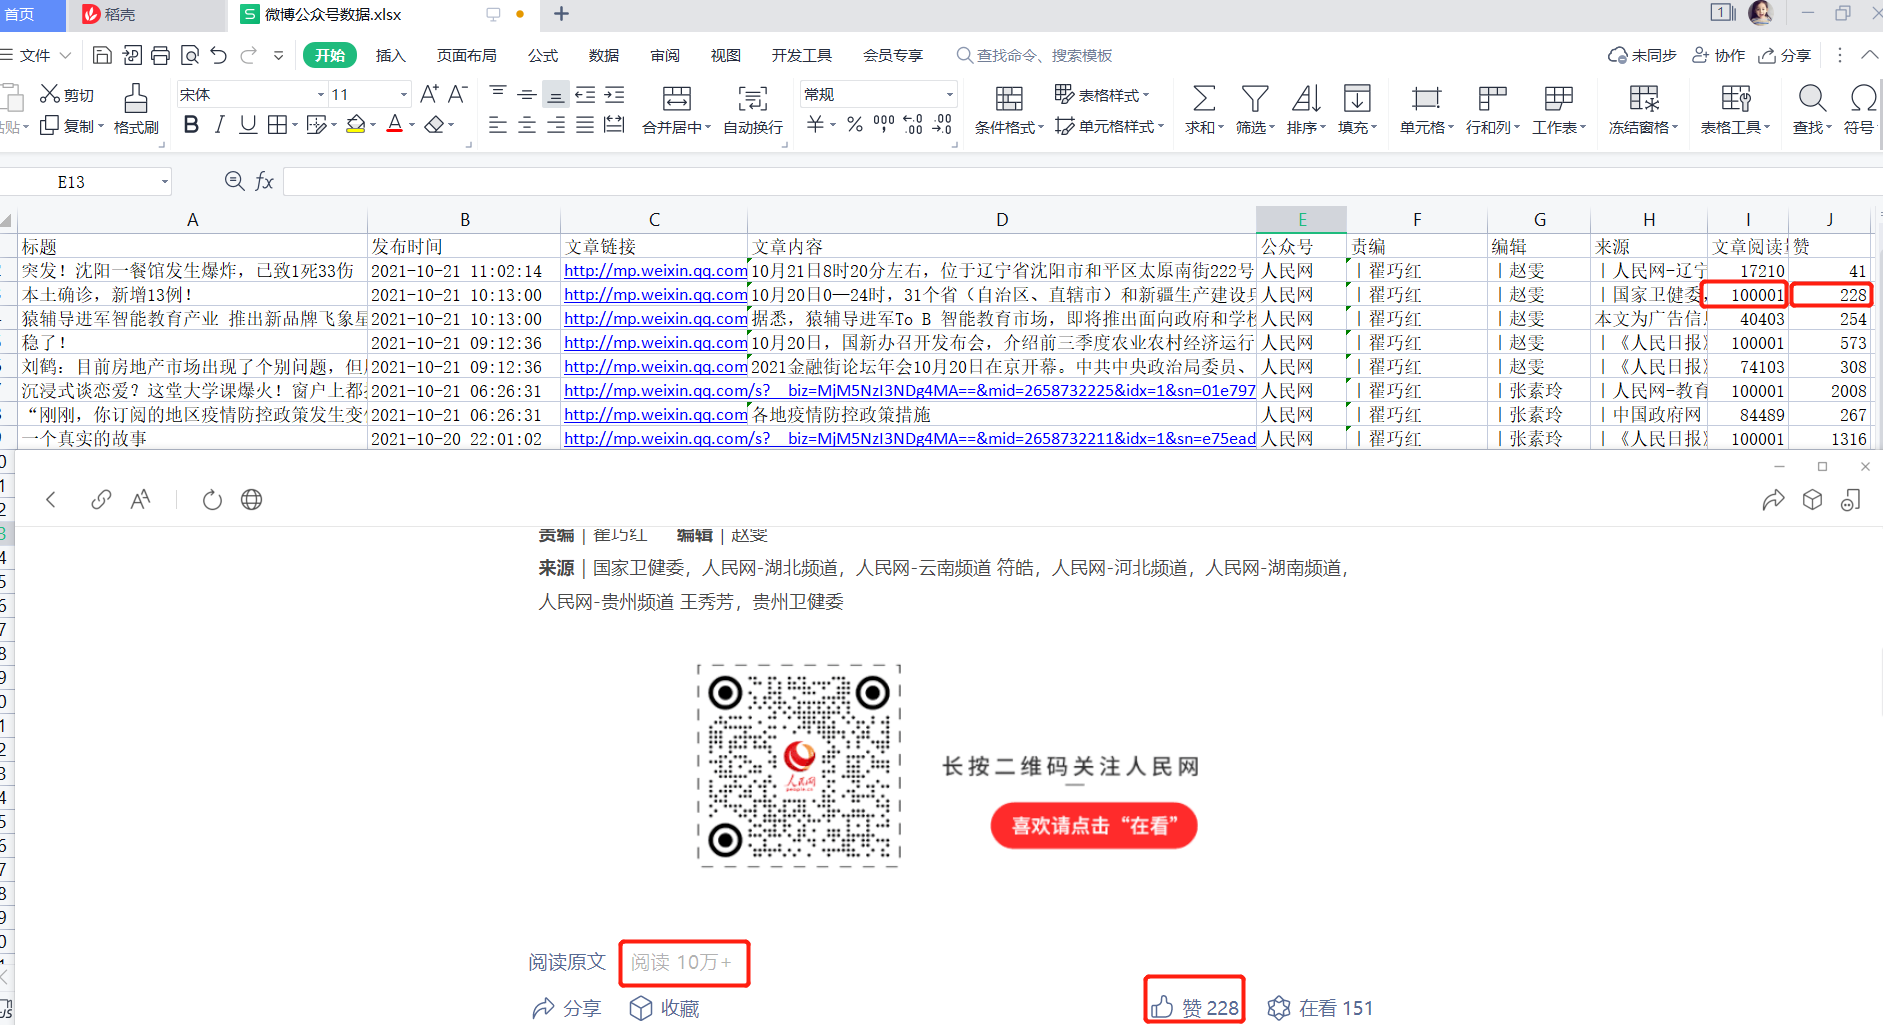 首页 稻壳 S 微博公众号数据.xlsx 1
文件 开始 插入 页面布局 公式 数据 审阅 视图 开发工具 会员专享 查找命令、搜索模板 未同步 协作 分享
剪切 宋体 11 常规 表格样式
复制 格式刷 合并居中 自动换行 条件格式 单元格样式 求和 筛选 排序 填充 单元格 行和列 工作表 冻结窗格 表格工具 查找 符号
E13 fx
A B C D E F G H I J
标题 发布时间 文章链接 文章内容 公众号 责编 编辑 来源 文章阅读 赞
突发！沈阳一餐馆发生爆炸，已致1死33伤 2021-10-21 11:02:14 http://mp.weixin.qq.com 10月21日8时20分左右，位于辽宁省沈阳市和平区太原南街222号 人民网 | 翟巧红 | 赵雯 | 人民网-辽宁 17210 41
本土确诊，新增13例！ 2021-10-21 10:13:00 http://mp.weixin.qq.com 10月20日0—24时，31个省（自治区、直辖市）和新疆生产建设兵 人民网 | 翟巧红 | 赵雯 | 国家卫健委， 100001 228
猿辅导进军智能教育产业 推出新品牌飞象星 2021-10-21 10:13:00 http://mp.weixin.qq.com 据悉，猿辅导进军To B 智能教育市场，即将推出面向政府和学校 人民网 | 翟巧红 | 赵雯 本文为广告信息 40403 254
稳了！ 2021-10-21 09:12:36 http://mp.weixin.qq.com 10月20日，国新办召开发布会，介绍前三季度农业农村经济运行 人民网 | 翟巧红 | 赵雯 | 《人民日报》 100001 573
刘鹤：目前房地产市场出现了个别问题，但 2021-10-21 09:12:36 http://mp.weixin.qq.com 2021金融街论坛年会10月20日在京开幕。中共中央政治局委员、 人民网 | 翟巧红 | 赵雯 | 《人民日报》 74103 308
沉浸式谈恋爱？这堂大学课爆火！窗户上都 2021-10-21 06:26:31 http://mp.weixin.qq.com/s?__biz=MjM5NzI3NDg4MA==&mid=2658732225&idx=1&sn=01e797 人民网 | 翟巧红 | 张素玲 | 人民网-教育 100001 2008
“刚刚，你订阅的地区疫情防控政策发生变 2021-10-21 06:26:31 http://mp.weixin.qq.com 各地疫情防控政策措施 人民网 | 翟巧红 | 张素玲 | 中国政府网 84489 267
一个真实的故事 2021-10-20 22:01:02 http://mp.weixin.qq.com/s?__biz=MjM5NzI3NDg4MA==&mid=2658732211&idx=1&sn=e75ead 人民网 | 翟巧红 | 张素玲 | 《人民日报》 100001 1316
责编 | 翟巧红 编辑 | 赵雯
来源 | 国家卫健委，人民网-湖北频道，人民网-云南频道 符皓，人民网-河北频道，人民网-湖南频道，
人民网-贵州频道 王秀芳，贵州卫健委
人民网
people.cn
长按二维码关注人民网
喜欢请点击“在看”
阅读原文 阅读 10万+
分享 收藏 赞 228 在看 151